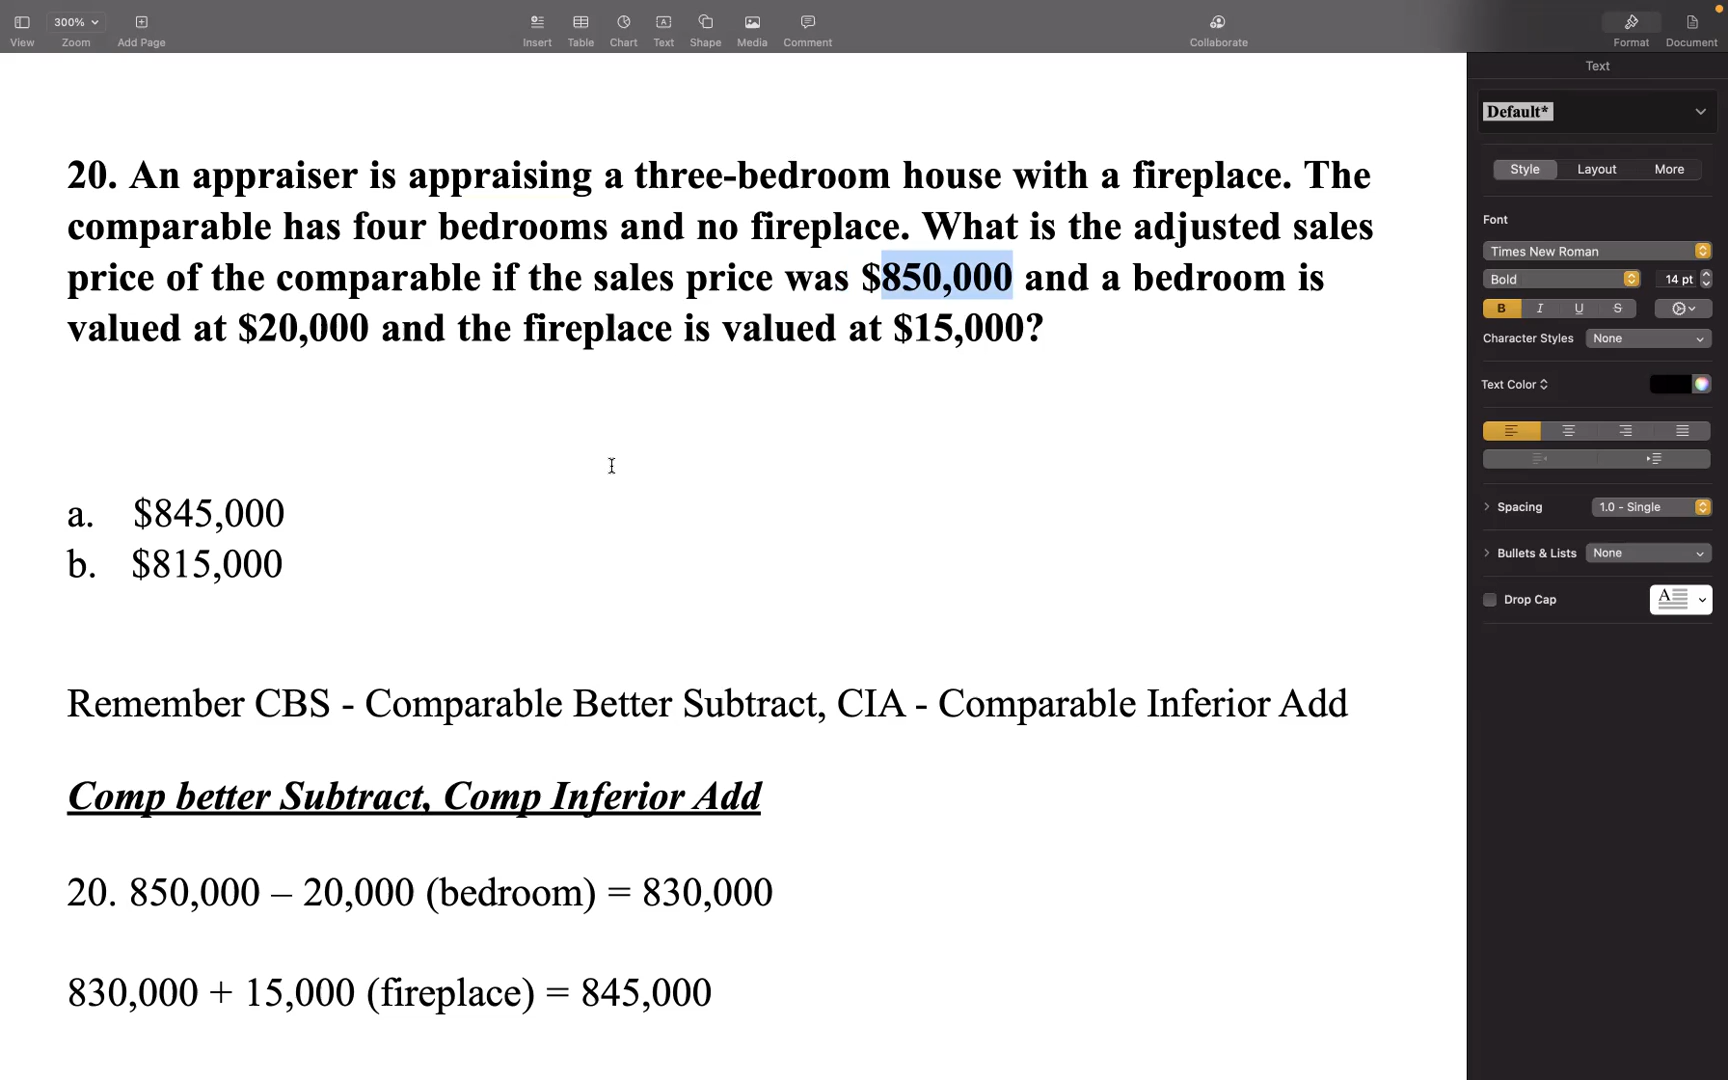 300%
View
Zoom
Add Page
Insert
Table
Chart
Text
Shape
Media
Comment
Collaborate
Format
Document
20. An appraiser is appraising a three-bedroom house with a fireplace. The
comparable has four bedrooms and no fireplace. What is the adjusted sales
price of the comparable if the sales price was $850,000 and a bedroom is
valued at $20,000 and the fireplace is valued at $15,000?
a. $845,000
b. $815,000
Remember CBS - Comparable Better Subtract, CIA - Comparable Inferior Add
Comp better Subtract, Comp Inferior Add
20. 850,000 – 20,000 (bedroom) = 830,000
830,000 + 15,000 (fireplace) = 845,000
Text
Default*
Style Layout More
Font
Times New Roman
Bold 14 pt
B I U S
Character Styles None
Text Color
Spacing 1.0 - Single
Bullets & Lists None
Drop Cap A